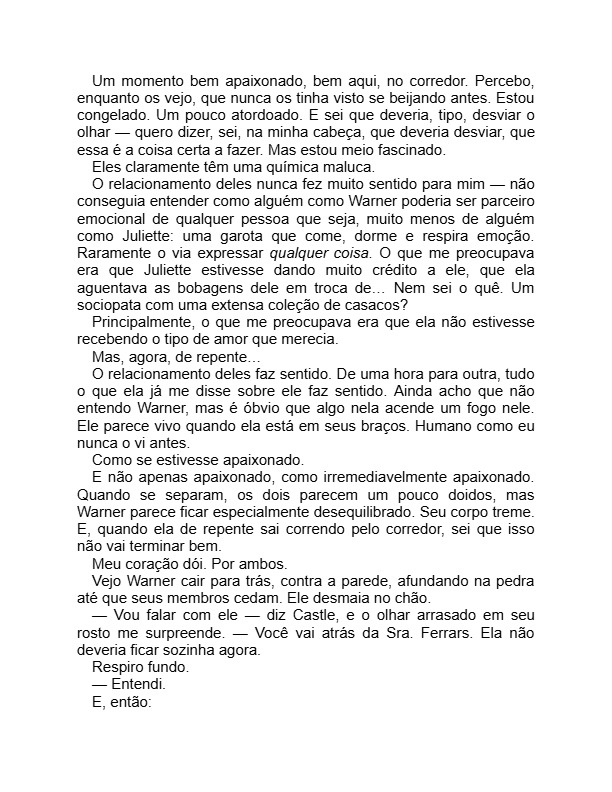 Um momento bem apaixonado, bem aqui, no corredor. Percebo,
enquanto os vejo, que nunca os tinha visto se beijando antes. Estou
congelado. Um pouco atordoado. E sei que deveria, tipo, desviar o
olhar — quero dizer, sei, na minha cabeça, que deveria desviar, que
essa é a coisa certa a fazer. Mas estou meio fascinado.
Eles claramente têm uma química maluca.
O relacionamento deles nunca fez muito sentido para mim — não
conseguia entender como alguém como Warner poderia ser parceiro
emocional de qualquer pessoa que seja, muito menos de alguém
como Juliette: uma garota que come, dorme e respira emoção.
Raramente o via expressar qualquer coisa. O que me preocupava
era que Juliette estivesse dando muito crédito a ele, que ela
aguentava as bobagens dele em troca de… Nem sei o quê. Um
sociopata com uma extensa coleção de casacos?
Principalmente, o que me preocupava era que ela não estivesse
recebendo o tipo de amor que merecia.
Mas, agora, de repente…
O relacionamento deles faz sentido. De uma hora para outra, tudo
o que ela já me disse sobre ele faz sentido. Ainda acho que não
entendo Warner, mas é óbvio que algo nela acende um fogo nele.
Ele parece vivo quando ela está em seus braços. Humano como eu
nunca o vi antes.
Como se estivesse apaixonado.
E não apenas apaixonado, como irremediavelmente apaixonado.
Quando se separam, os dois parecem um pouco doidos, mas
Warner parece ficar especialmente desequilibrado. Seu corpo treme.
E, quando ela de repente sai correndo pelo corredor, sei que isso
não vai terminar bem.
Meu coração dói. Por ambos.
Vejo Warner cair para trás, contra a parede, afundando na pedra
até que seus membros cedam. Ele desmaia no chão.
— Vou falar com ele — diz Castle, e o olhar arrasado em seu
rosto me surpreende. — Você vai atrás da Sra. Ferrars. Ela não
deveria ficar sozinha agora.
Respiro fundo.
— Entendi.
E, então: